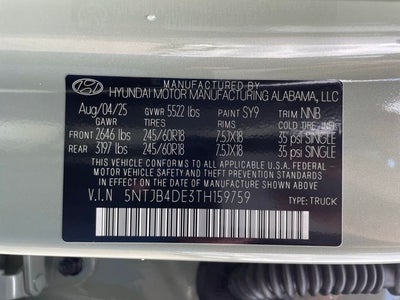 MANUFACTURED BY
HYUNDAI MOTOR MANUFACTURING ALABAMA, LLC
Aug/04/25 GVWR 5522 lbs PAINT SY9 TRIM NNB
GAWR TIRES RIMS COLD TIRE INF.
FRONT 2646 lbs 245/60R18 7.5JX18 35 psi SINGLE
REAR 3197 lbs 245/60R18 7.5JX18 35 psi SINGLE
THIS VEHICLE CONFORMS TO ALL APPLICABLE U.S.A. FEDERAL
MOTOR VEHICLE SAFETY STANDARDS IN EFFECT ON THE
DATE OF MANUFACTURE SHOWN ABOVE.
V.I.N 5NTJB4DE3TH159759 TYPE: TRUCK